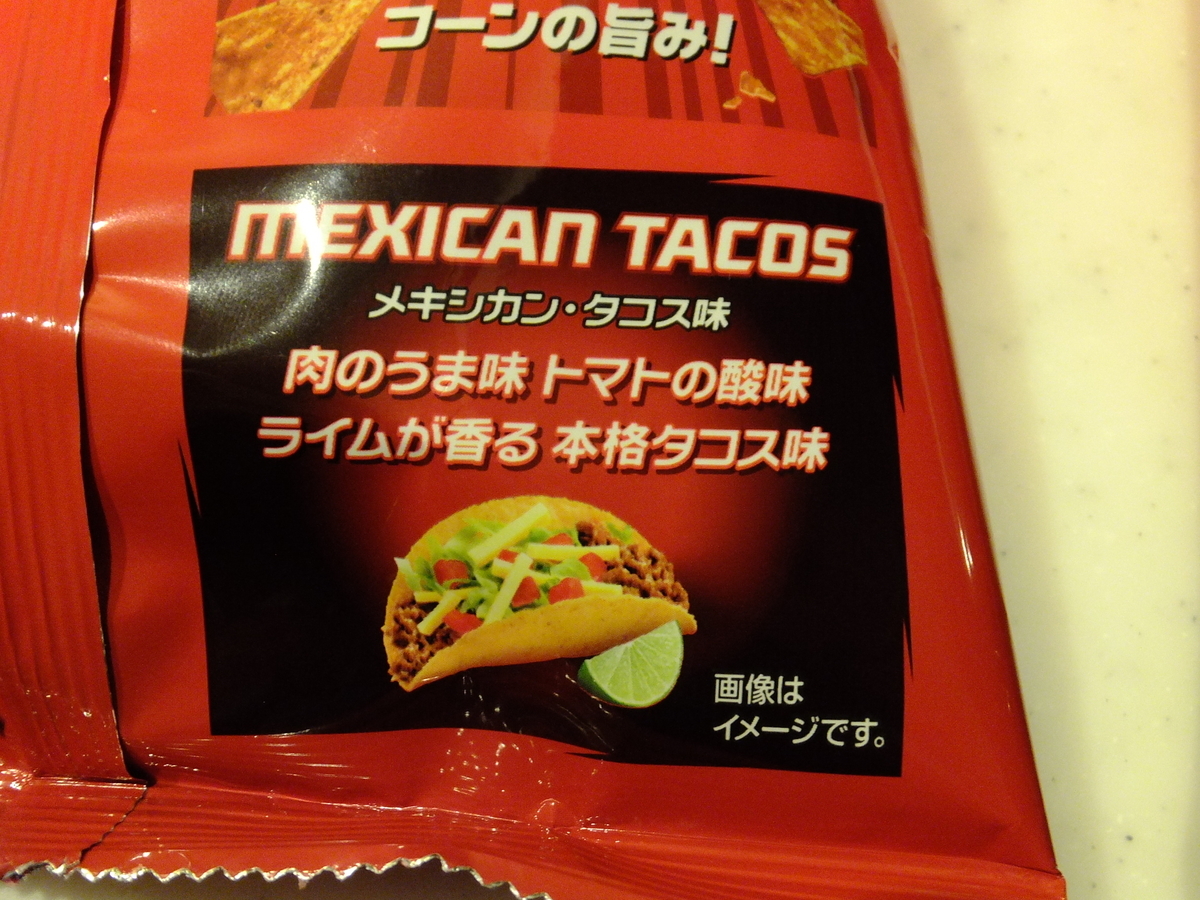 コーンの旨み!
MEXICAN TACOS
メキシカン・タコス味
肉のうま味 トマトの酸味
ライムが香る 本格タコス味
画像は
イメージです。